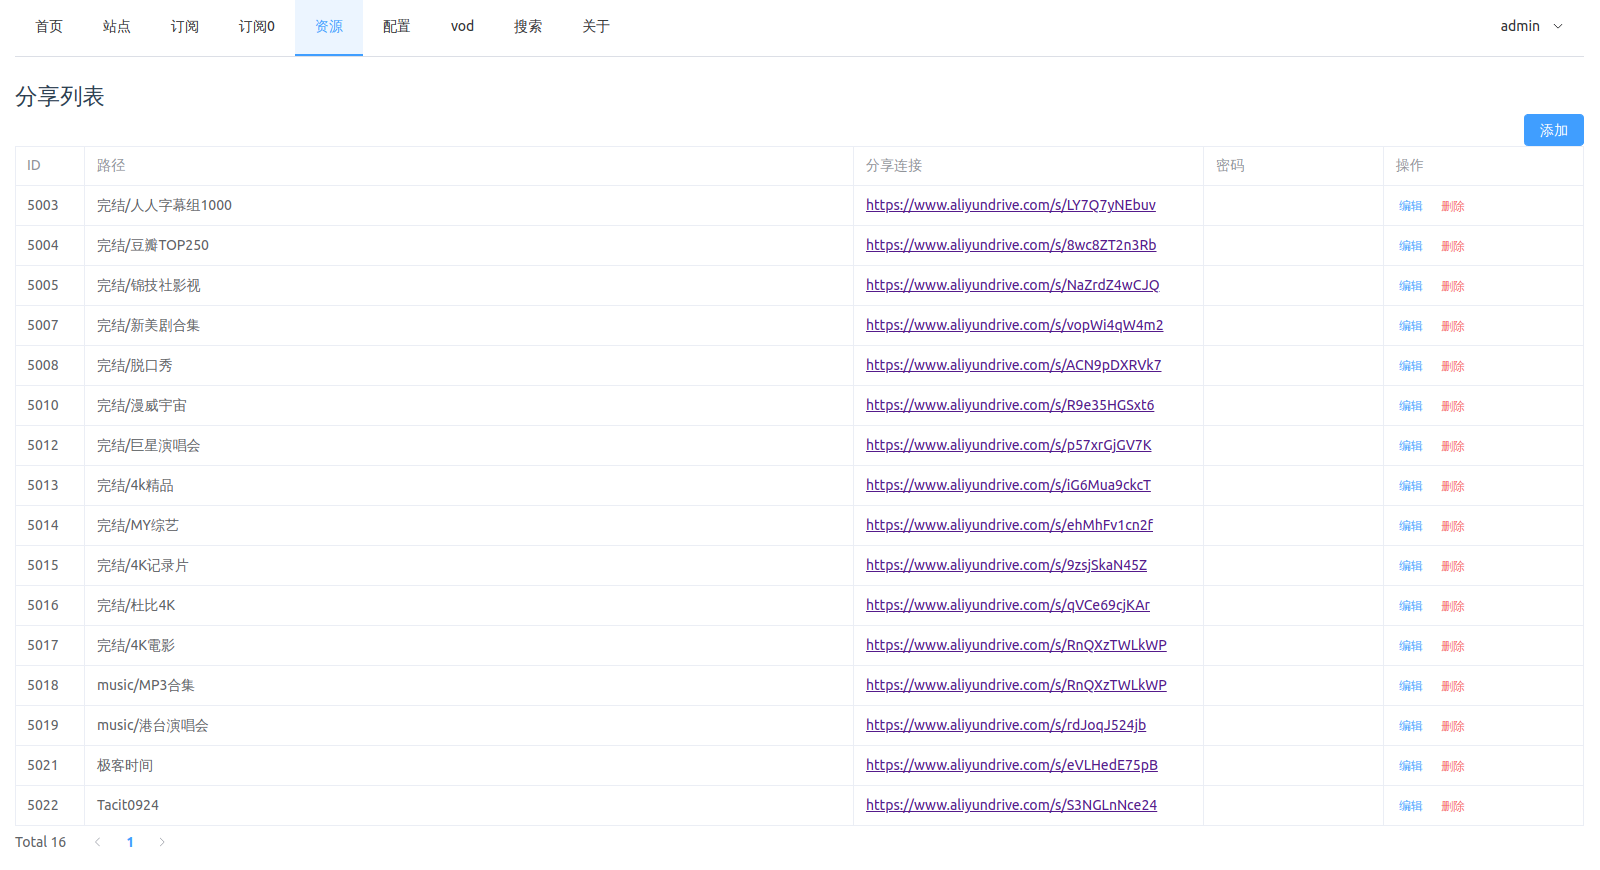 首页 站点 订阅 订阅0 资源 配置 vod 搜索 关于 admin
分享列表
添加
ID 路径 分享连接 密码 操作
5003 完结/人人字幕组1000 https://www.aliyundrive.com/s/LY7Q7yNEbuv 编辑 删除
5004 完结/豆瓣TOP250 https://www.aliyundrive.com/s/8wc8ZT2n3Rb 编辑 删除
5005 完结/锦技社影视 https://www.aliyundrive.com/s/NaZrdZ4wCJQ 编辑 删除
5007 完结/新美剧合集 https://www.aliyundrive.com/s/vopWi4qW4m2 编辑 删除
5008 完结/脱口秀 https://www.aliyundrive.com/s/ACN9pDXRVk7 编辑 删除
5010 完结/漫威宇宙 https://www.aliyundrive.com/s/R9e35HGSxt6 编辑 删除
5012 完结/巨星演唱会 https://www.aliyundrive.com/s/p57xrGjGV7K 编辑 删除
5013 完结/4k精品 https://www.aliyundrive.com/s/iG6Mua9ckcT 编辑 删除
5014 完结/MY综艺 https://www.aliyundrive.com/s/ehMhFv1cn2f 编辑 删除
5015 完结/4K记录片 https://www.aliyundrive.com/s/9zsjSkaN45Z 编辑 删除
5016 完结/杜比4K https://www.aliyundrive.com/s/qVCe69cjKAr 编辑 删除
5017 完结/4K電影 https://www.aliyundrive.com/s/RnQXzTWLkWP 编辑 删除
5018 music/MP3合集 https://www.aliyundrive.com/s/RnQXzTWLkWP 编辑 删除
5019 music/港台演唱会 https://www.aliyundrive.com/s/rdJoqJ524jb 编辑 删除
5021 极客时间 https://www.aliyundrive.com/s/eVLHedE75pB 编辑 删除
5022 Tacit0924 https://www.aliyundrive.com/s/S3NGLnNce24 编辑 删除
Total 16 1